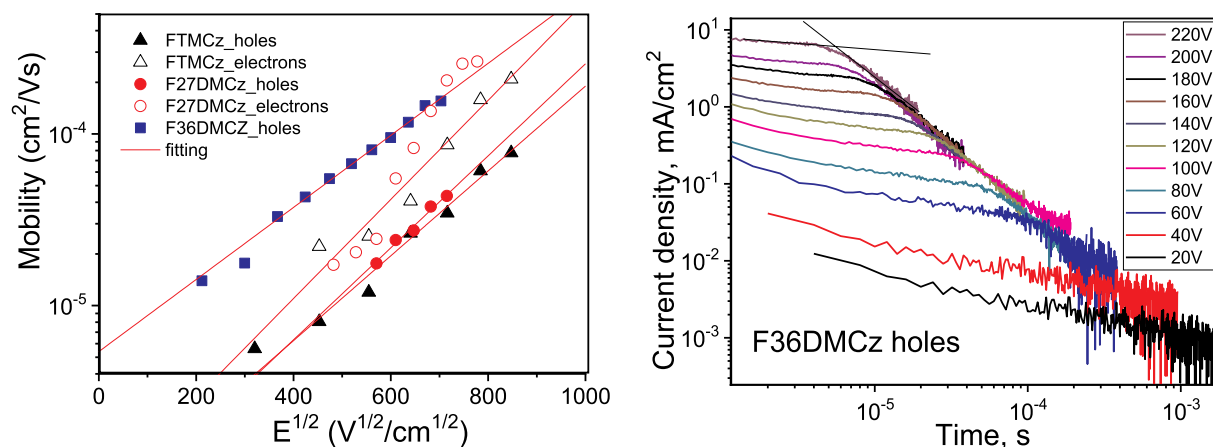 FTMCz_holes
FTMCz_electrons
F27DMCz_holes
F27DMCz_electrons
F36DMCZ_holes
fitting
Mobility (cm²/Vs)
10⁻⁴
10⁻⁵
0 200 400 600 800 1000
E^1/2 (V^1/2/cm^1/2)
Current density, mA/cm²
10¹
10⁰
10⁻¹
10⁻²
10⁻³
220V
200V
180V
160V
140V
120V
100V
80V
60V
40V
20V
F36DMCz holes
10⁻⁵ 10⁻⁴ 10⁻³
Time, s